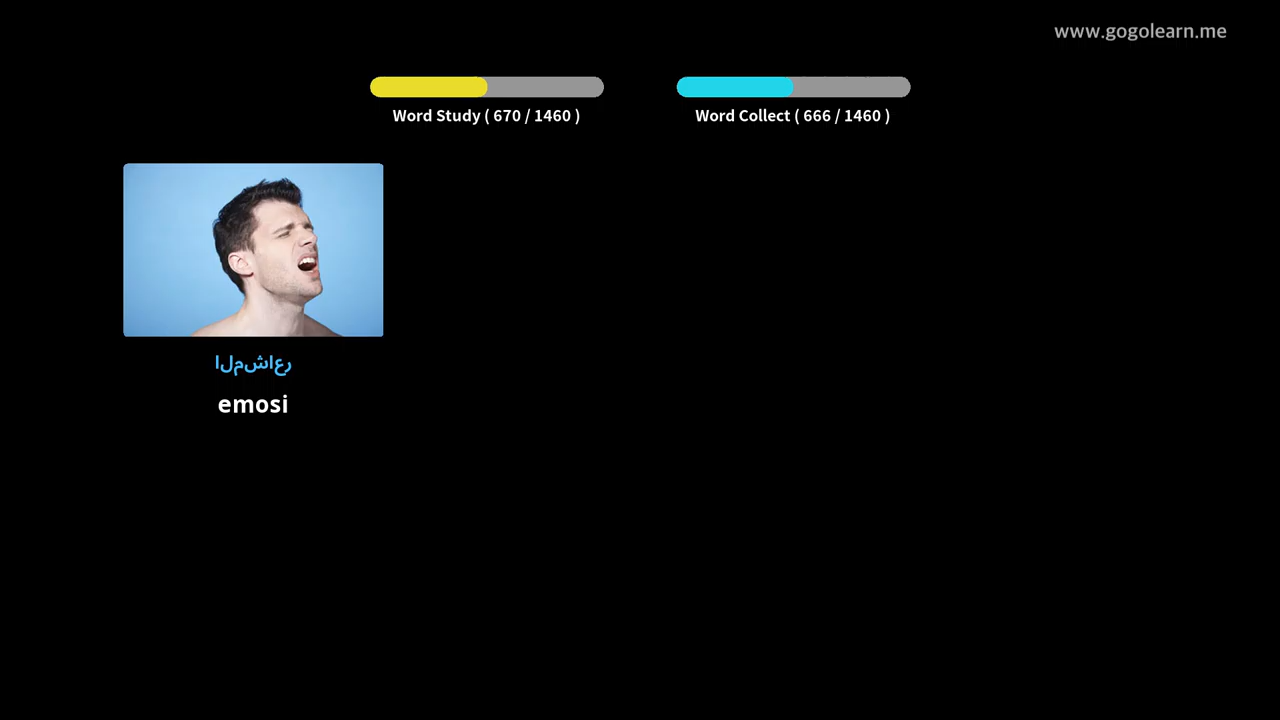 www.gogolearn.me
Word Study ( 670 / 1460 )
Word Collect ( 666 / 1460 )
المشاعر
emosi